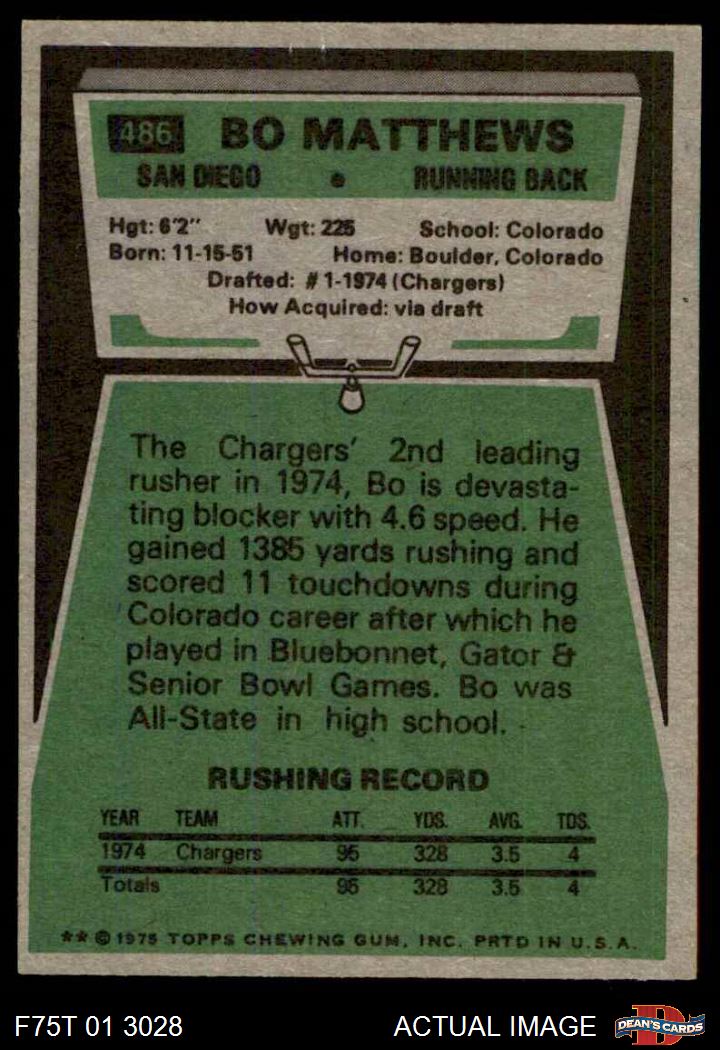 486 BO MATTHEWS
SAN DIEGO • RUNNING BACK
Hgt: 6'2" Wgt: 225 School: Colorado
Born: 11-15-51 Home: Boulder, Colorado
Drafted: #1-1974 (Chargers)
How Acquired: via draft
The Chargers' 2nd leading
rusher in 1974, Bo is devasta-
ting blocker with 4.6 speed. He
gained 1385 yards rushing and
scored 11 touchdowns during
Colorado career after which he
played in Bluebonnet, Gator &
Senior Bowl Games. Bo was
All-State in high school.
RUSHING RECORD
YEAR TEAM ATT. YDS. AVG. TDS.
1974 Chargers 95 328 3.5 4
Totals 95 328 3.5 4
** © 1975 TOPPS CHEWING GUM, INC. PRTD IN U.S.A.
F75T 01 3028 ACTUAL IMAGE D DEAN'S CARDS